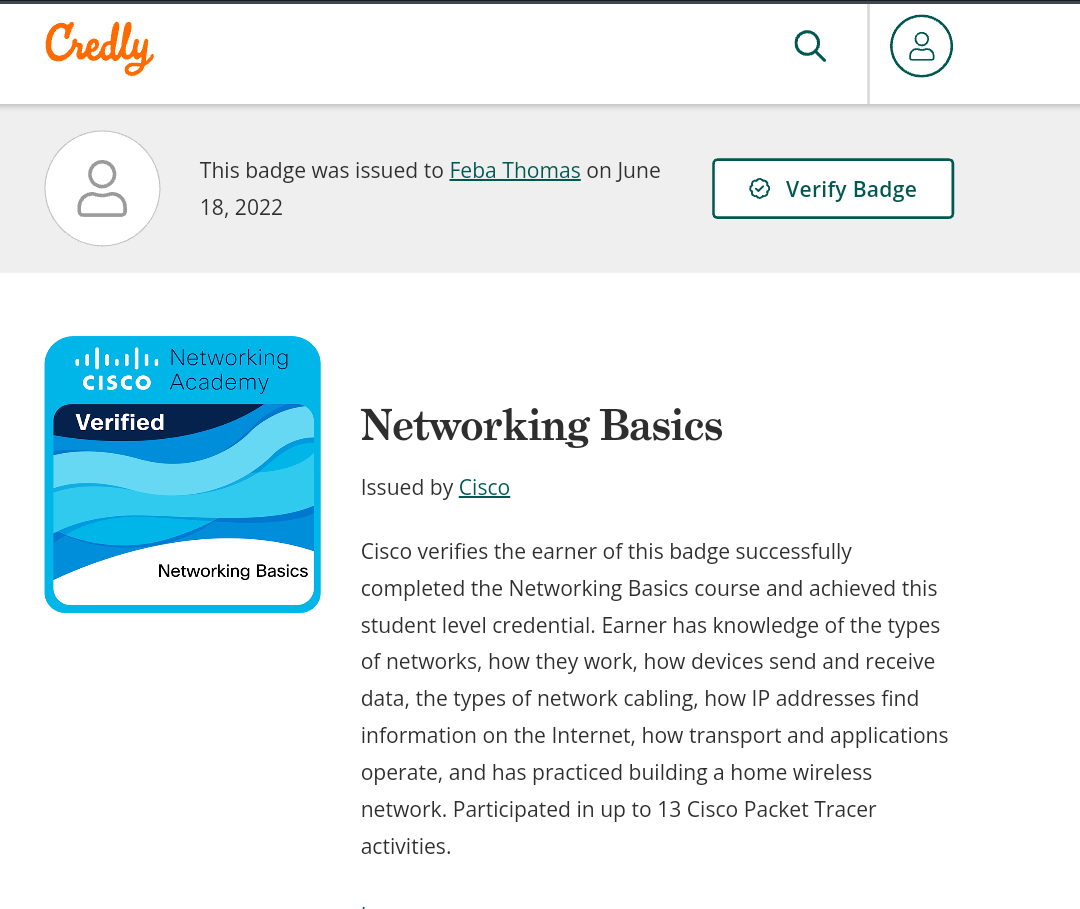 Credly
This badge was issued to Feba Thomas on June
18, 2022
Verify Badge
CISCO
Networking
Academy
Verified
Networking Basics
Networking Basics
Issued by Cisco
Cisco verifies the earner of this badge successfully
completed the Networking Basics course and achieved this
student level credential. Earner has knowledge of the types
of networks, how they work, how devices send and receive
data, the types of network cabling, how IP addresses find
information on the Internet, how transport and applications
operate, and has practiced building a home wireless
network. Participated in up to 13 Cisco Packet Tracer
activities.